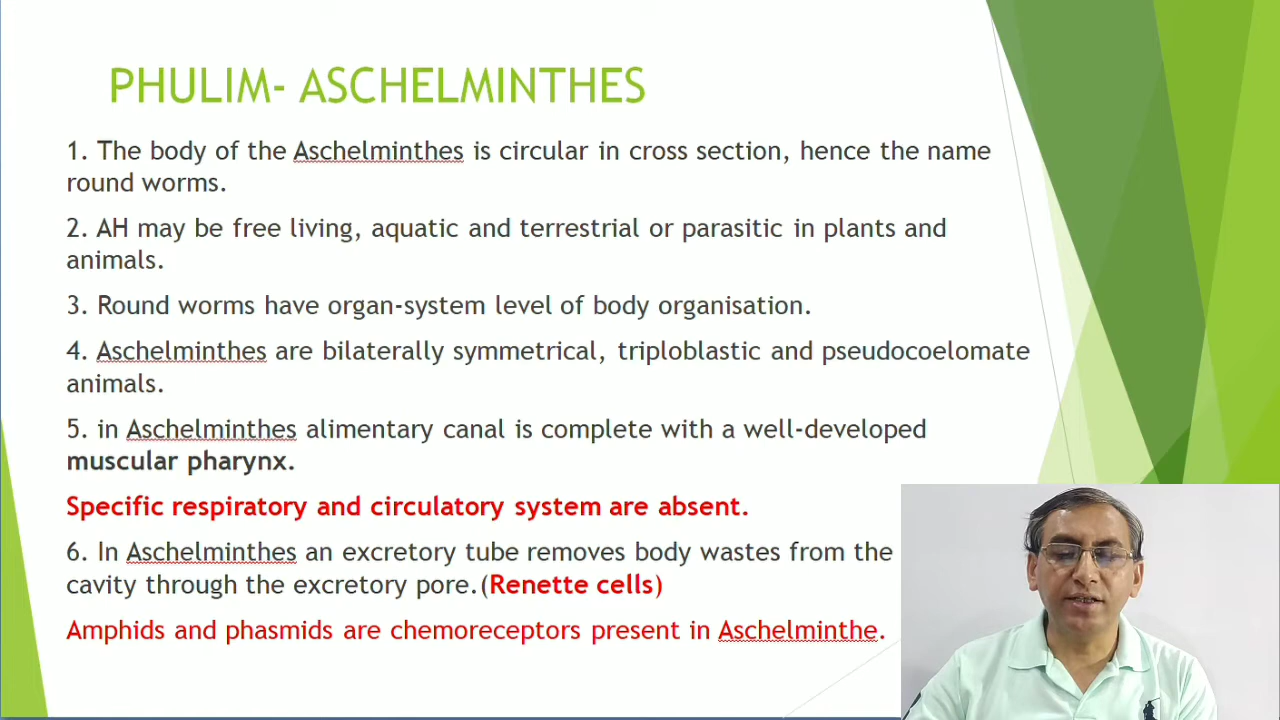 PHULIM- ASCHELMINTHES
1. The body of the Aschelminthes is circular in cross section, hence the name
round worms.
2. AH may be free living, aquatic and terrestrial or parasitic in plants and
animals.
3. Round worms have organ-system level of body organisation.
4. Aschelminthes are bilaterally symmetrical, triploblastic and pseudocoelomate
animals.
5. in Aschelminthes alimentary canal is complete with a well-developed
muscular pharynx.
Specific respiratory and circulatory system are absent.
6. In Aschelminthes an excretory tube removes body wastes from the
cavity through the excretory pore.(Renette cells)
Amphids and phasmids are chemoreceptors present in Aschelminthe.